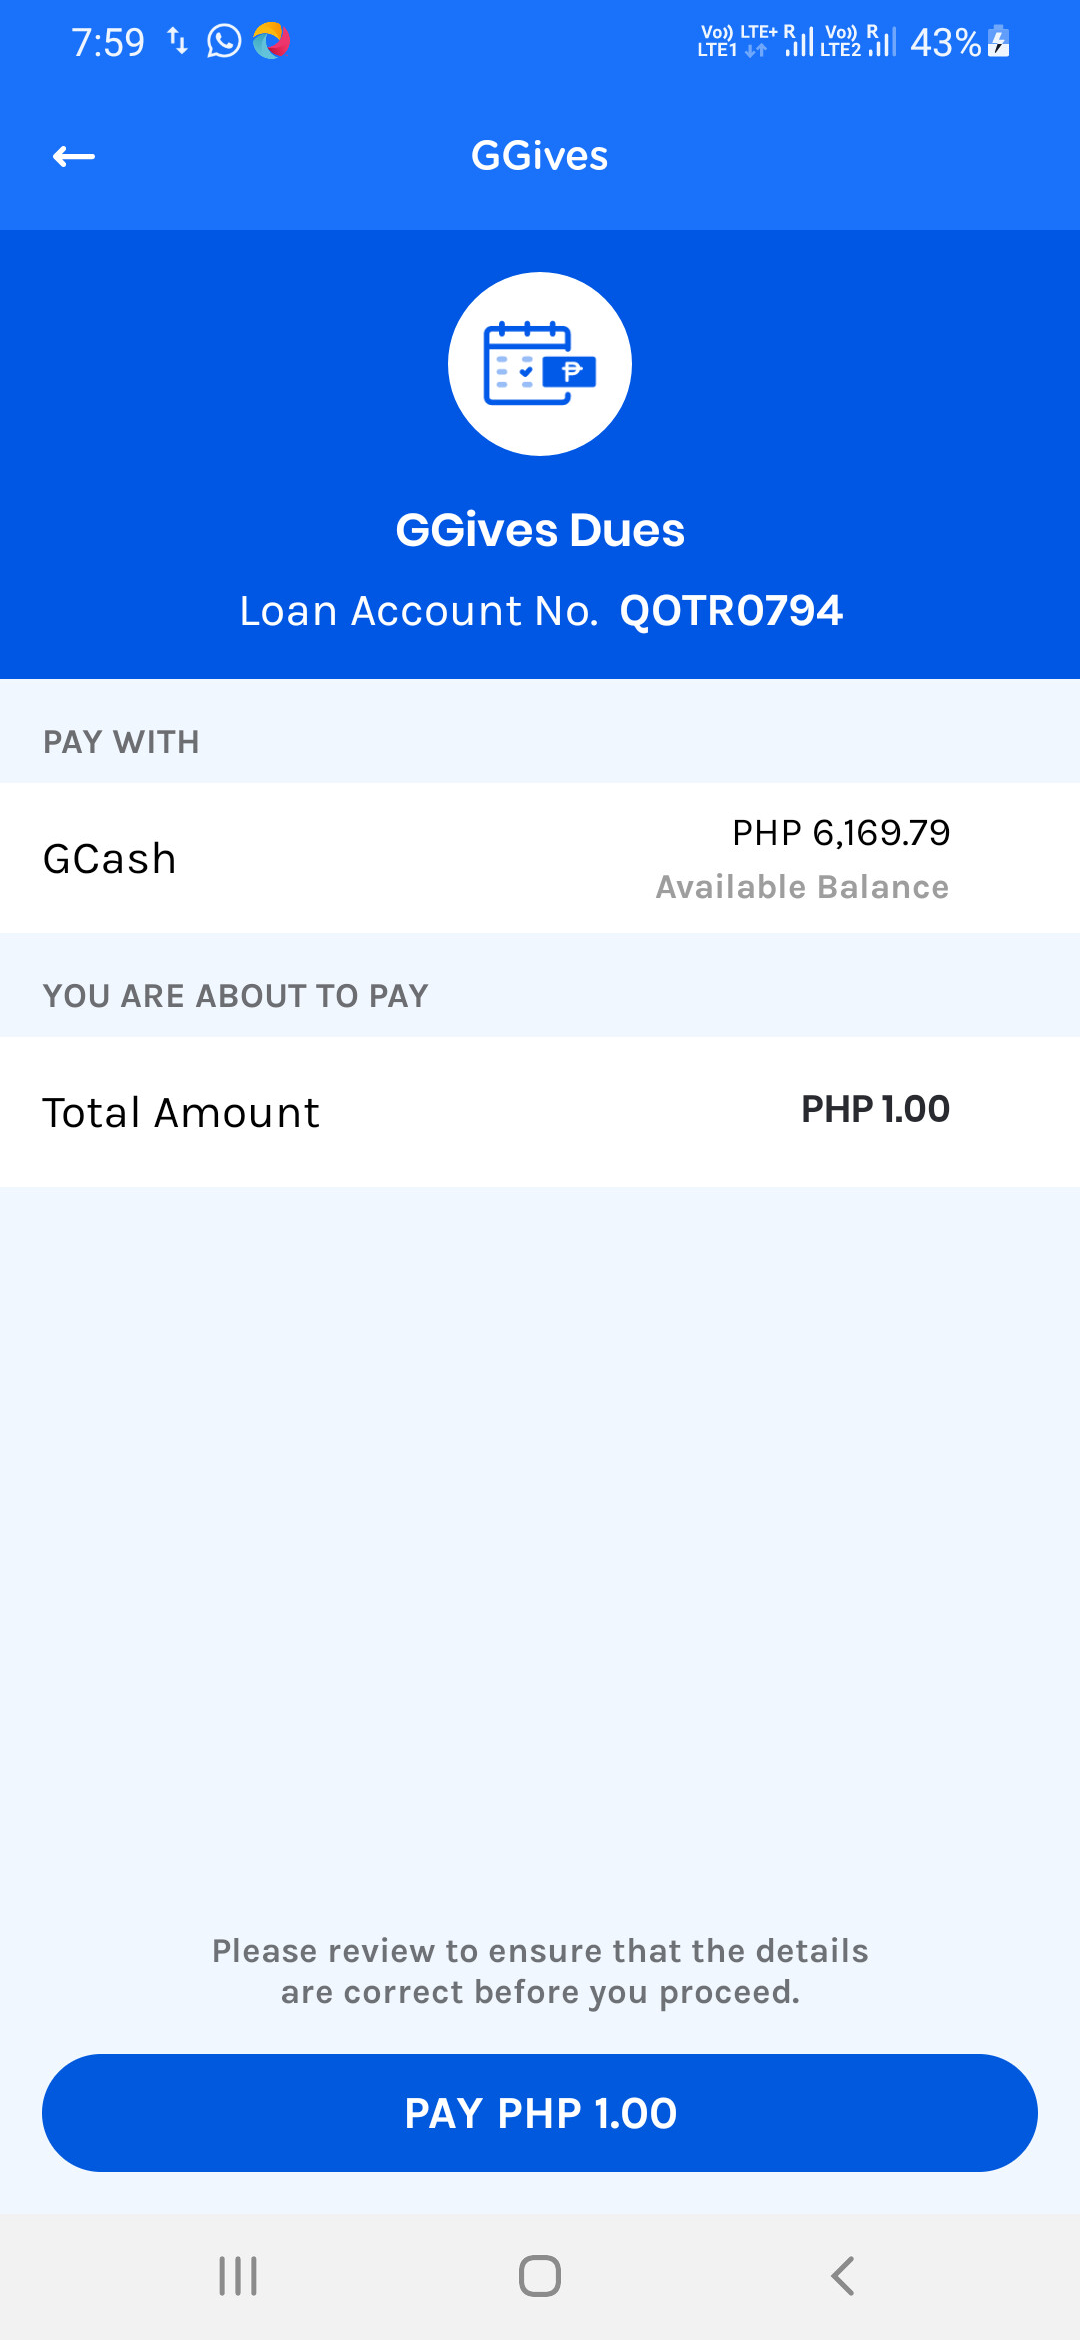 7:59
Vo)) LTE+ R Vo)) R
LTE1 LTE2 43%
GGives
₱
GGives Dues
Loan Account No. QOTR0794
PAY WITH
PHP 6,169.79
GCash
Available Balance
YOU ARE ABOUT TO PAY
Total Amount PHP 1.00
Please review to ensure that the details
are correct before you proceed.
PAY PHP 1.00